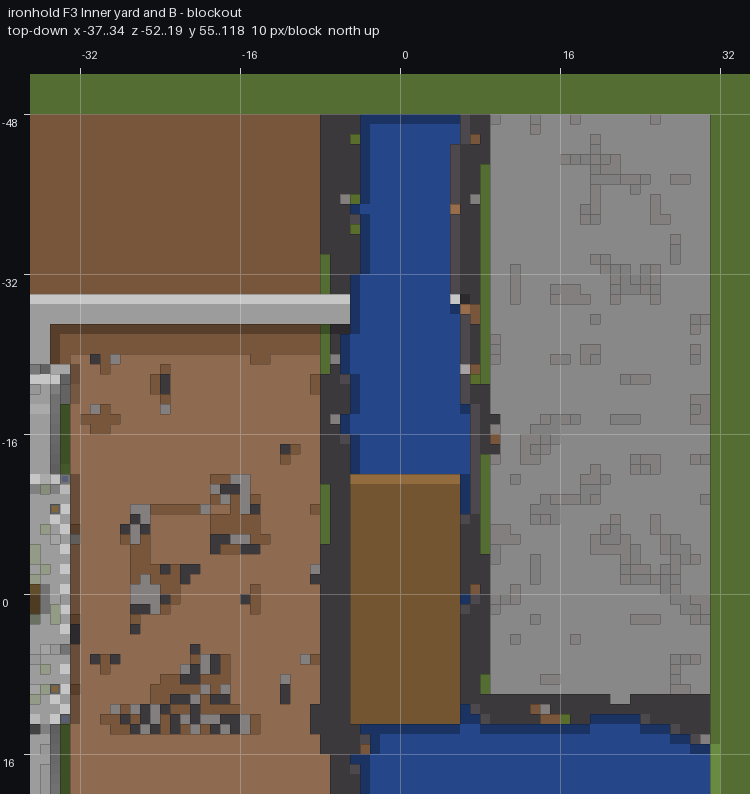 ironhold F3 Inner yard and B - blockout
top-down x -37..34 z -52..19 y 55..118 10 px/block north up
-32 -16 0 16 32
-48
-32
-16
0
16